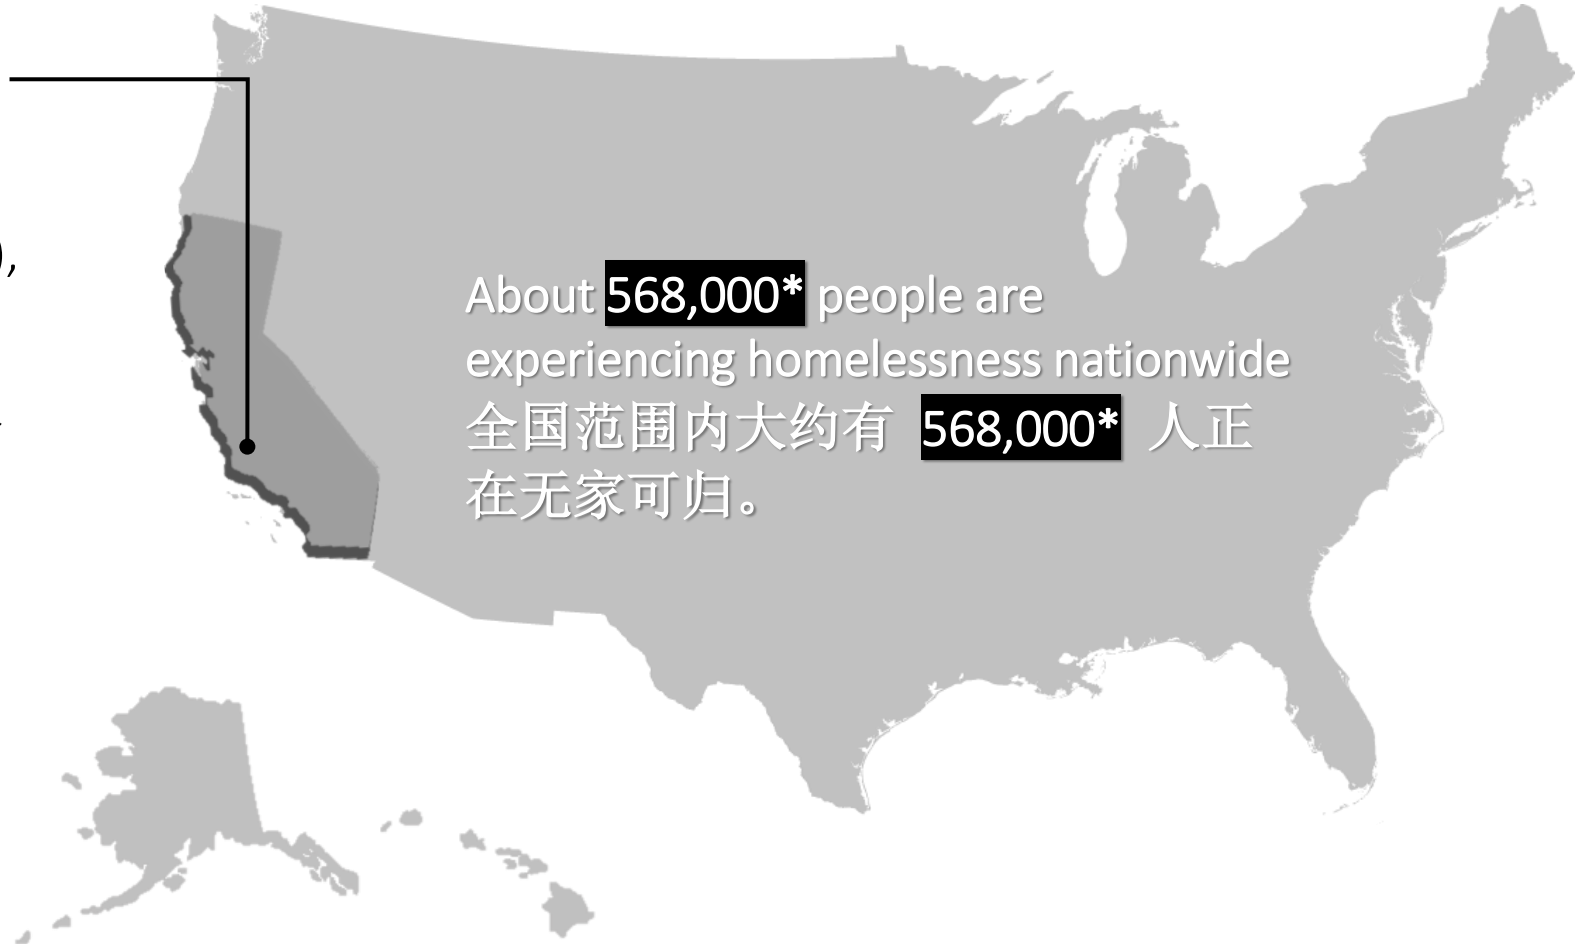 ),
About 568,000* people are
experiencing homelessness nationwide
全国范围内大约有 568,000* 人正
在无家可归。